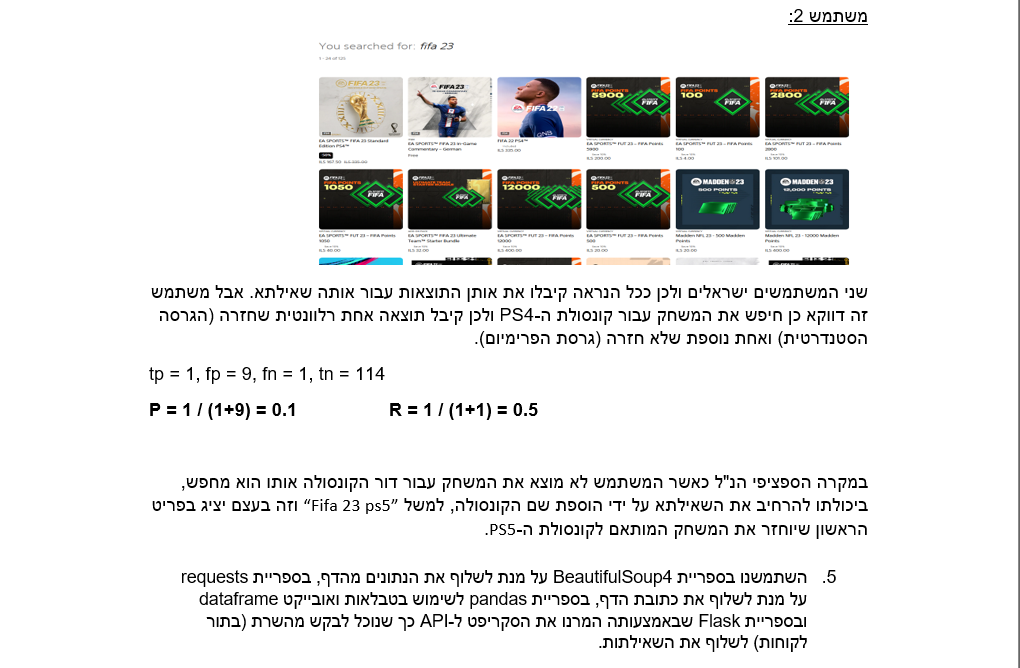 משתמש 2:
You searched for: fifa 23
1 - 24 of 120
EA SPORTS™ FIFA 23 Standard Edition PS4™
EA SPORTS™ FIFA 23 In-Game Commentary - German
Free
FIFA 22 PS4™
EA SPORTS™ FUT 23 – FIFA Points 5900
EA SPORTS™ FUT 23 – FIFA Points 100
EA SPORTS™ FUT 23 – FIFA Points 2800
EA SPORTS™ FUT 23 – FIFA Points 1050
EA SPORTS™ FIFA 23 Ultimate Team™ Starter Bundle
EA SPORTS™ FUT 23 – FIFA Points 12000
EA SPORTS™ FUT 23 – FIFA Points 500
Madden NFL 23 - 500 Madden Points
Madden NFL 23 - 12000 Madden Points
שני המשתמשים ישראלים ולכן ככל הנראה קיבלו את אותן התוצאות עבור אותה שאילתא. אבל משתמש
זה דווקא כן חיפש את המשחק עבור קונסולת ה-PS4 ולכן קיבל תוצאה אחת רלוונטית שחזרה (הגרסה
הסטנדרטית) ואחת נוספת שלא חזרה (גרסת הפרימיום).
tp = 1, fp = 9, fn = 1, tn = 114
P = 1 / (1+9) = 0.1 R = 1 / (1+1) = 0.5
במקרה הספציפי הנ"ל כאשר המשתמש לא מוצא את המשחק עבור דור הקונסולה אותו הוא מחפש,
ביכולתו להרחיב את השאילתא על ידי הוספת שם הקונסולה, למשל "Fifa 23 ps5" וזה בעצם יציג בפריט
הראשון שיוחזר את המשחק המותאם לקונסולת ה-PS5.
5. השתמשנו בספריית BeautifulSoup4 על מנת לשלוף את הנתונים מהדף, בספריית requests
על מנת לשלוף את כתובת הדף, בספריית pandas לשימוש בטבלאות ואובייקט dataframe
ובספריית Flask שבאמצעותה המרנו את הסקריפט ל-API כך שנוכל לבקש מהשרת (בתור
לקוחות) לשלוף את השאילתות.